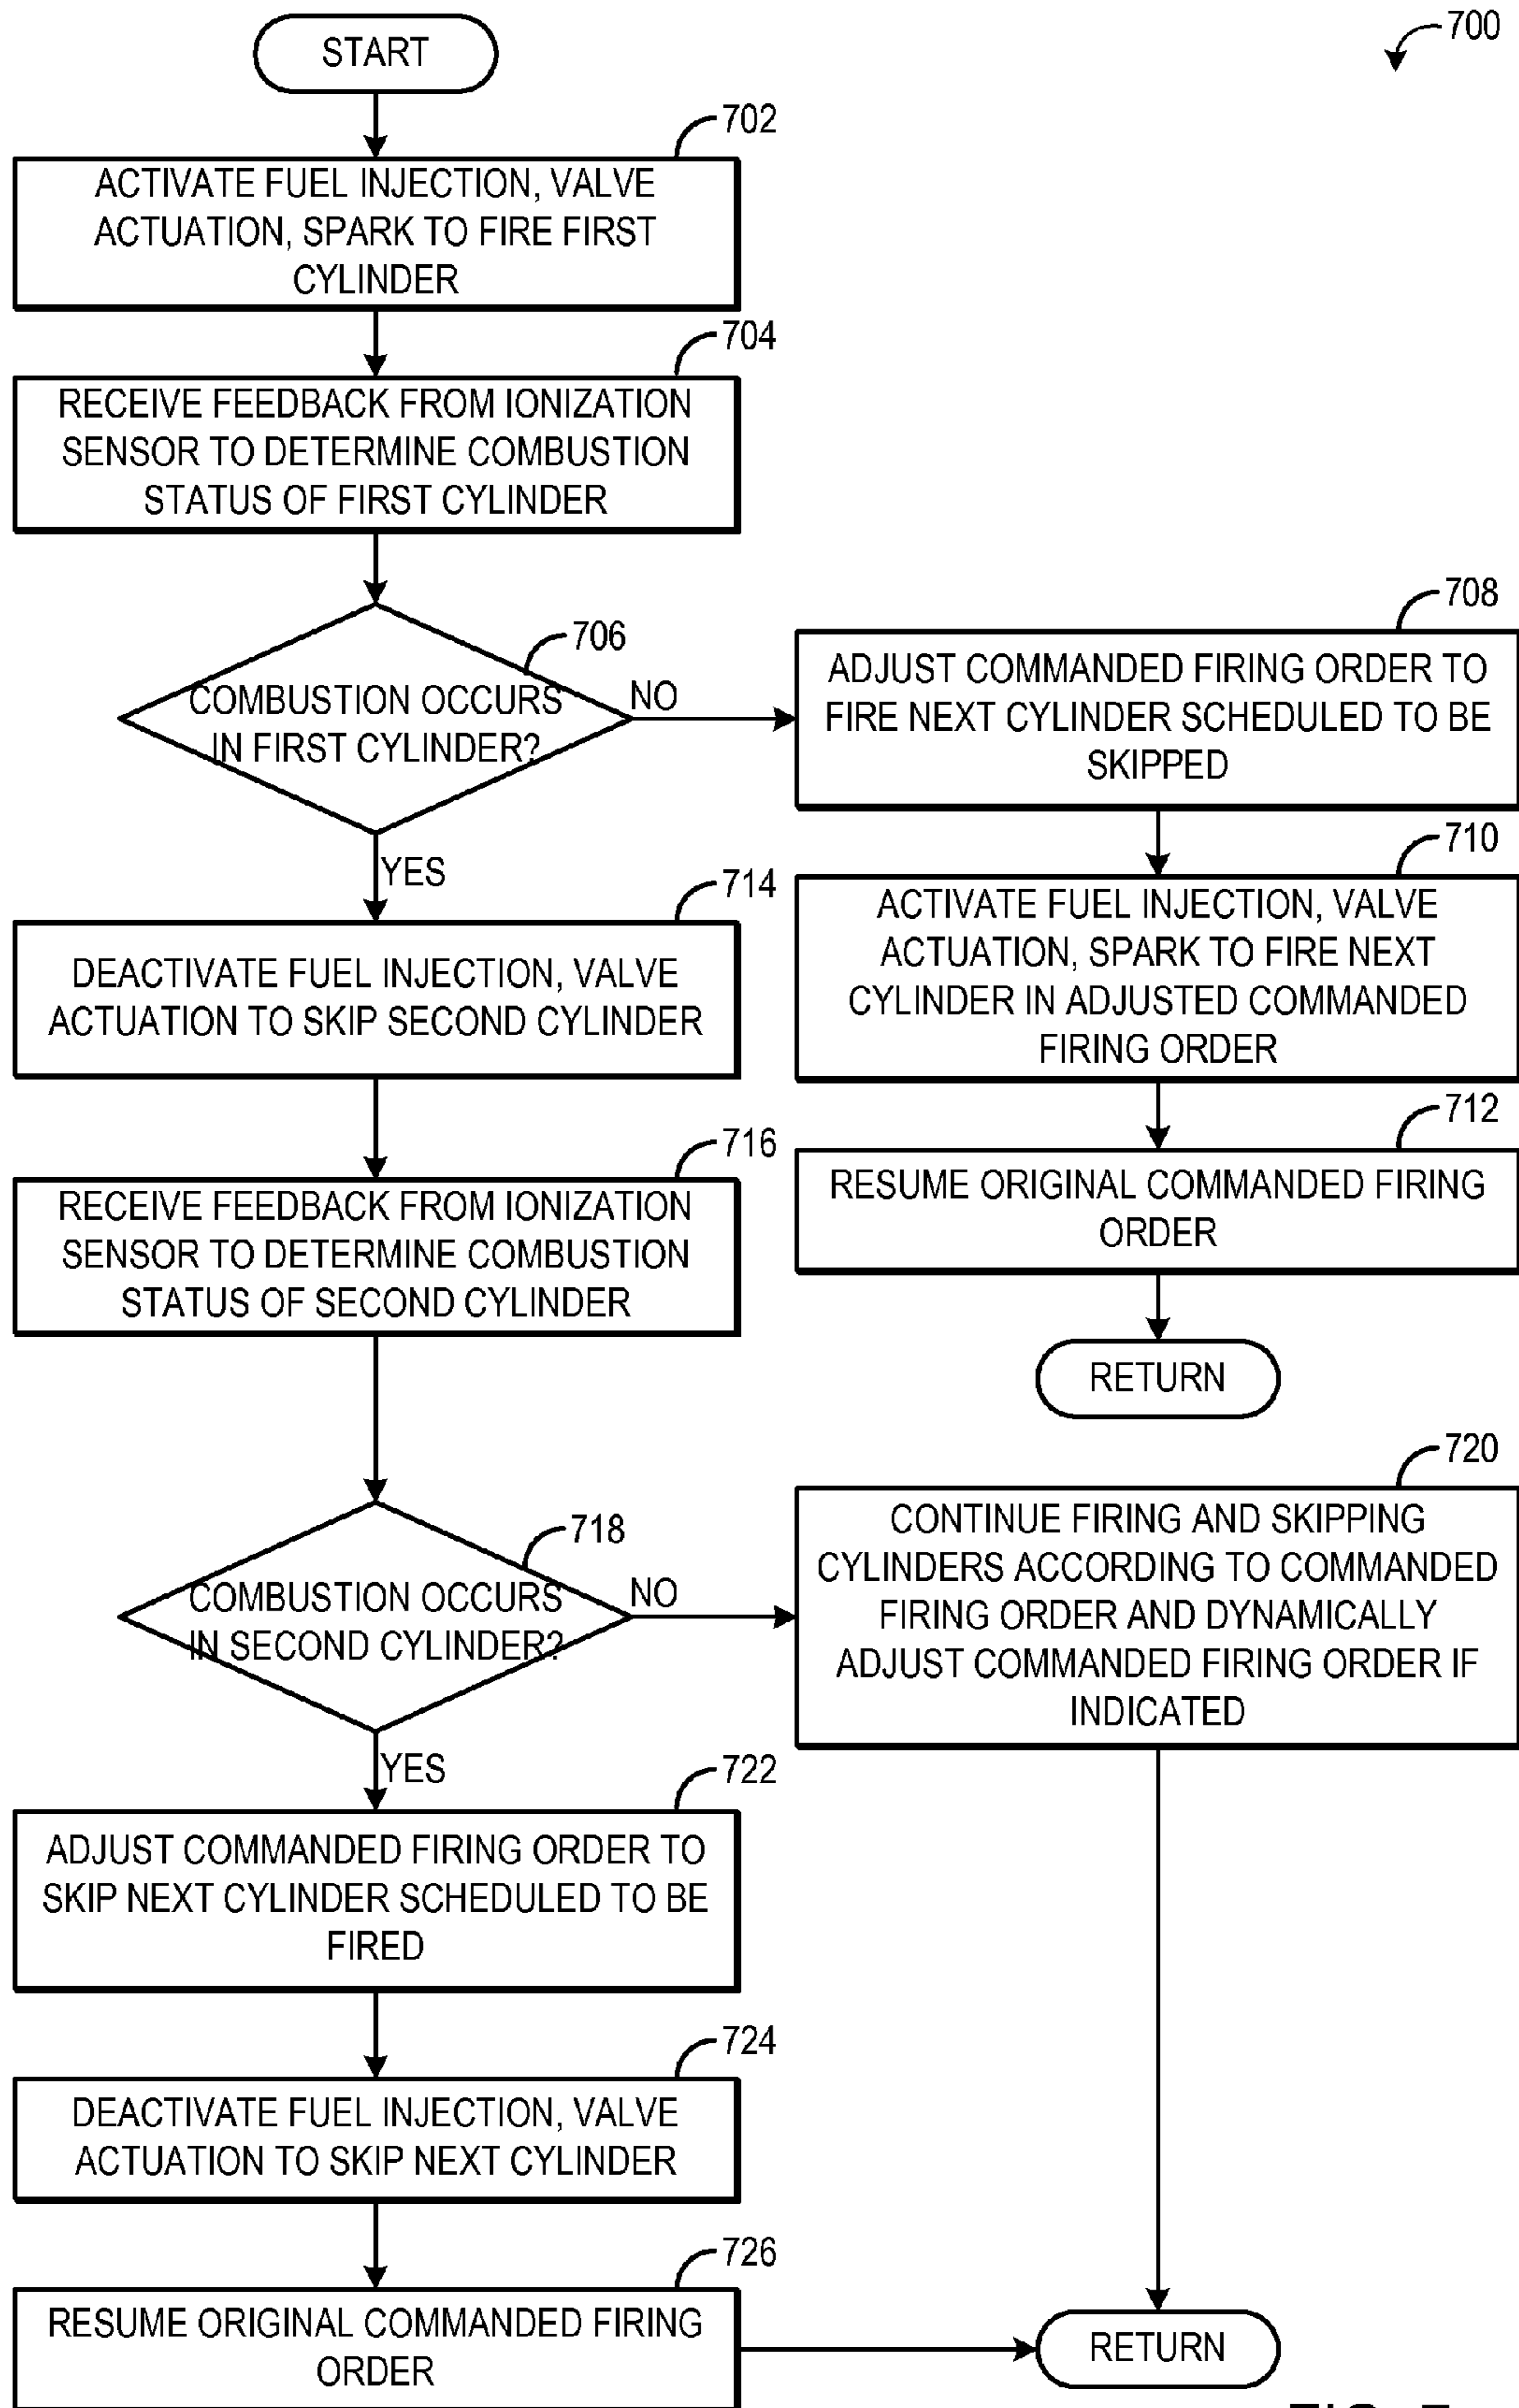 START
700
702
ACTIVATE FUEL INJECTION, VALVE
ACTUATION, SPARK TO FIRE FIRST
CYLINDER
704
RECEIVE FEEDBACK FROM IONIZATION
SENSOR TO DETERMINE COMBUSTION
STATUS OF FIRST CYLINDER
706
COMBUSTION OCCURS
IN FIRST CYLINDER?
NO
708
ADJUST COMMANDED FIRING ORDER TO
FIRE NEXT CYLINDER SCHEDULED TO BE
SKIPPED
710
ACTIVATE FUEL INJECTION, VALVE
ACTUATION, SPARK TO FIRE NEXT
CYLINDER IN ADJUSTED COMMANDED
FIRING ORDER
712
RESUME ORIGINAL COMMANDED FIRING
ORDER
RETURN
YES
714
DEACTIVATE FUEL INJECTION, VALVE
ACTUATION TO SKIP SECOND CYLINDER
716
RECEIVE FEEDBACK FROM IONIZATION
SENSOR TO DETERMINE COMBUSTION
STATUS OF SECOND CYLINDER
718
COMBUSTION OCCURS
IN SECOND CYLINDER?
NO
720
CONTINUE FIRING AND SKIPPING
CYLINDERS ACCORDING TO COMMANDED
FIRING ORDER AND DYNAMICALLY
ADJUST COMMANDED FIRING ORDER IF
INDICATED
YES
722
ADJUST COMMANDED FIRING ORDER TO
SKIP NEXT CYLINDER SCHEDULED TO BE
FIRED
724
DEACTIVATE FUEL INJECTION, VALVE
ACTUATION TO SKIP NEXT CYLINDER
726
RESUME ORIGINAL COMMANDED FIRING
ORDER
RETURN